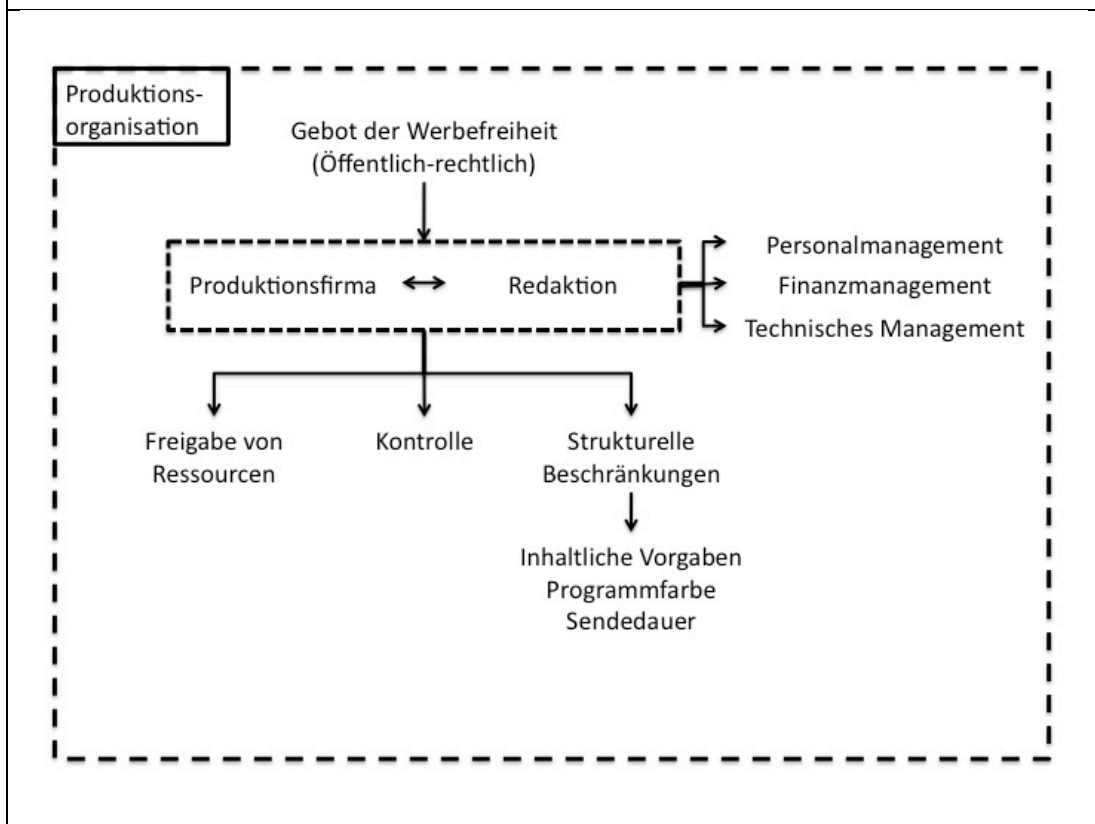 Produktions-
organisation
Gebot der Werbefreiheit
(Öffentlich-rechtlich)
Produktionsfirma
Redaktion
Personalmanagement
Finanzmanagement
Technisches Management
Freigabe von
Ressourcen
Kontrolle
Strukturelle
Beschränkungen
Inhaltliche Vorgaben
Programmfarbe
Sendedauer